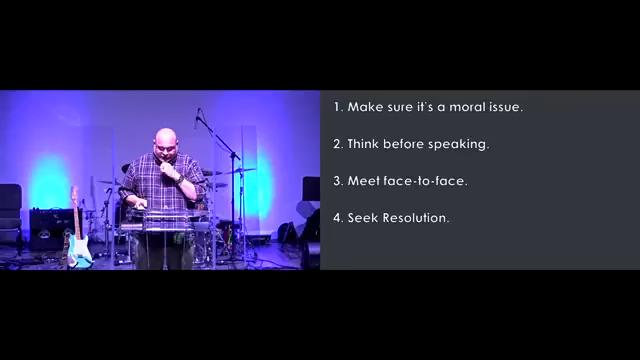 1. Make sure it's a moral issue.
2. Think before speaking.
3. Meet face-to-face.
4. Seek Resolution.